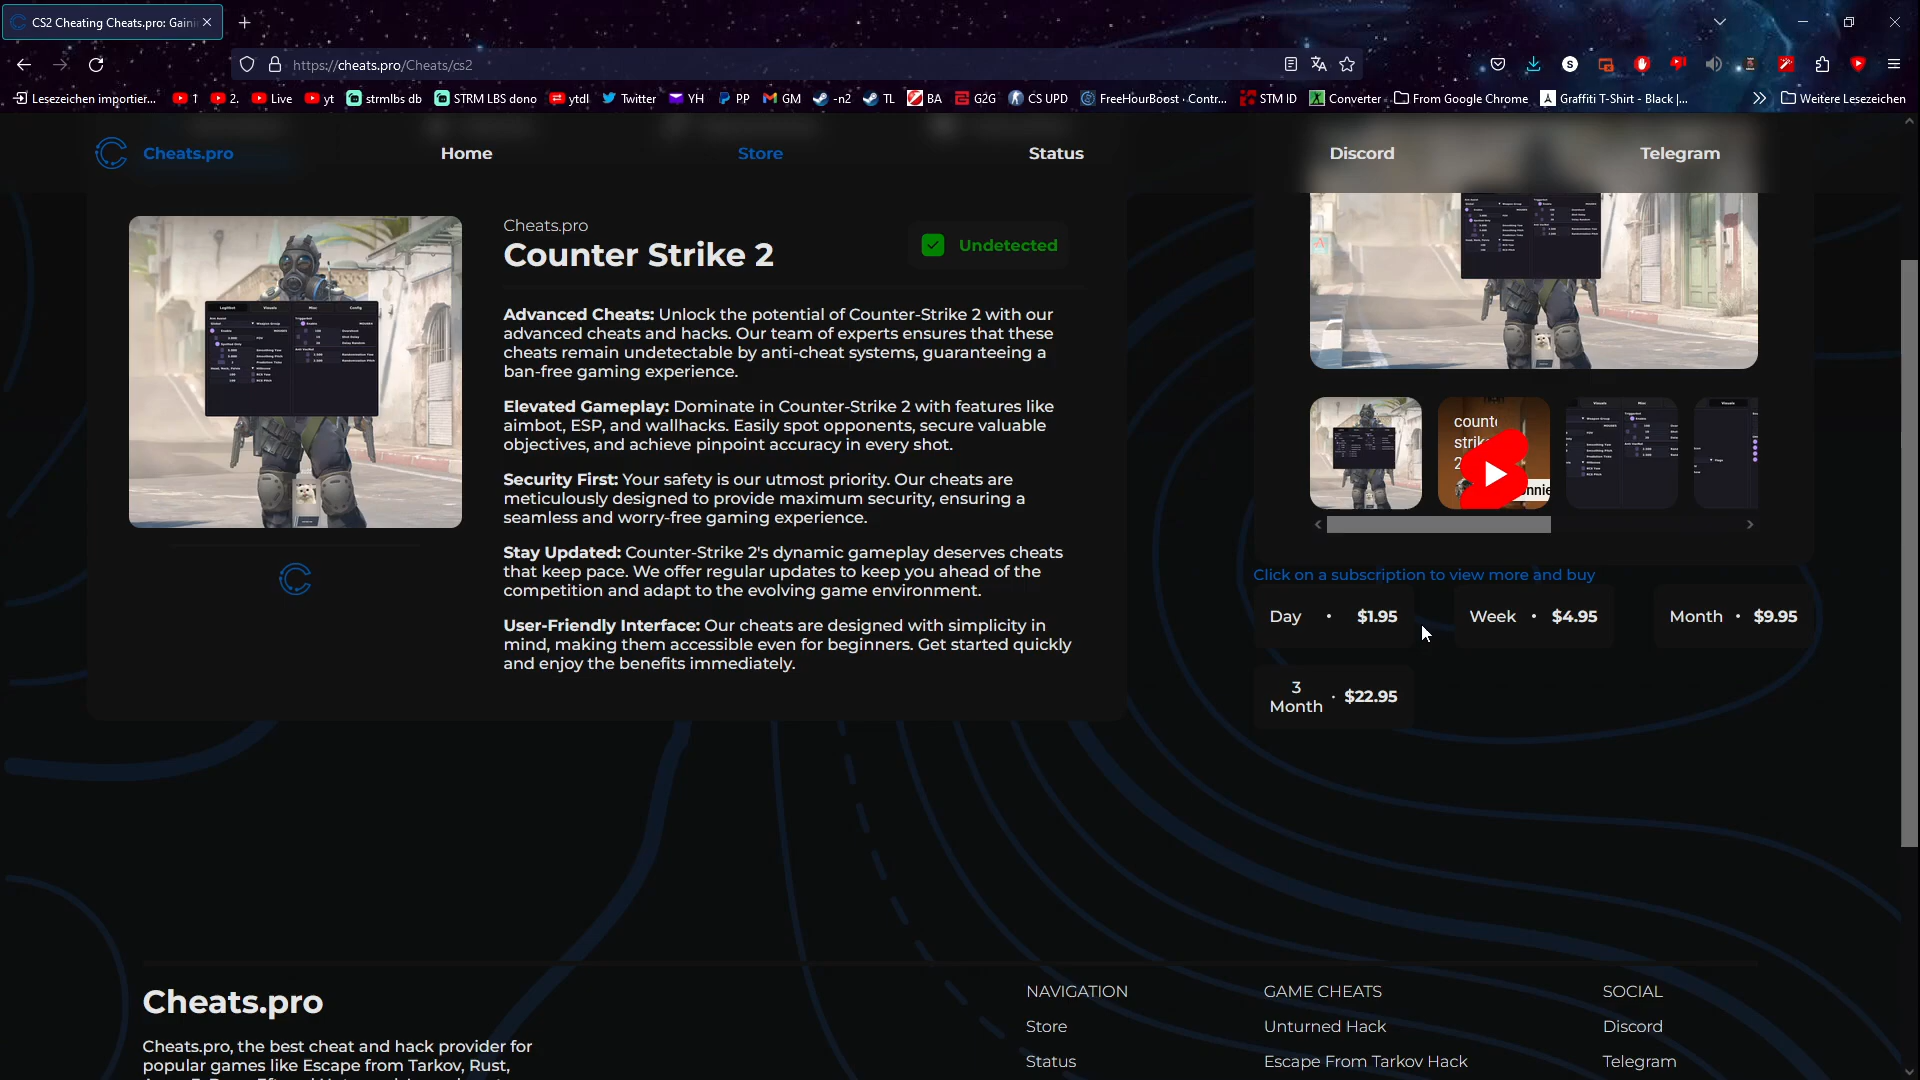 CS2 Cheating Cheats.pro: Gaini
https://cheats.pro/Cheats/cs2
Lesezeichen importier...
1
2.
Live
yt
strmlbs db
STRM LBS dono
ytdl
Twitter
YH
PP
GM
-n2
TL
BA
G2G
CS UPD
FreeHourBoost · Contr...
STM ID
Converter
From Google Chrome
Graffiti T-Shirt - Black |...
Weitere Lesezeichen
Cheats.pro
Home
Store
Status
Discord
Telegram
Cheats.pro
Counter Strike 2
Undetected
Advanced Cheats: Unlock the potential of Counter-Strike 2 with our
advanced cheats and hacks. Our team of experts ensures that these
cheats remain undetectable by anti-cheat systems, guaranteeing a
ban-free gaming experience.
Elevated Gameplay: Dominate in Counter-Strike 2 with features like
aimbot, ESP, and wallhacks. Easily spot opponents, secure valuable
objectives, and achieve pinpoint accuracy in every shot.
Security First: Your safety is our utmost priority. Our cheats are
meticulously designed to provide maximum security, ensuring a
seamless and worry-free gaming experience.
Stay Updated: Counter-Strike 2's dynamic gameplay deserves cheats
that keep pace. We offer regular updates to keep you ahead of the
competition and adapt to the evolving game environment.
User-Friendly Interface: Our cheats are designed with simplicity in
mind, making them accessible even for beginners. Get started quickly
and enjoy the benefits immediately.
count
strik
2
Click on a subscription to view more and buy
Day · $1.95
Week · $4.95
Month · $9.95
3
Month · $22.95
Cheats.pro
Cheats.pro, the best cheat and hack provider for
popular games like Escape from Tarkov, Rust,
NAVIGATION
Store
Status
GAME CHEATS
Unturned Hack
Escape From Tarkov Hack
SOCIAL
Discord
Telegram